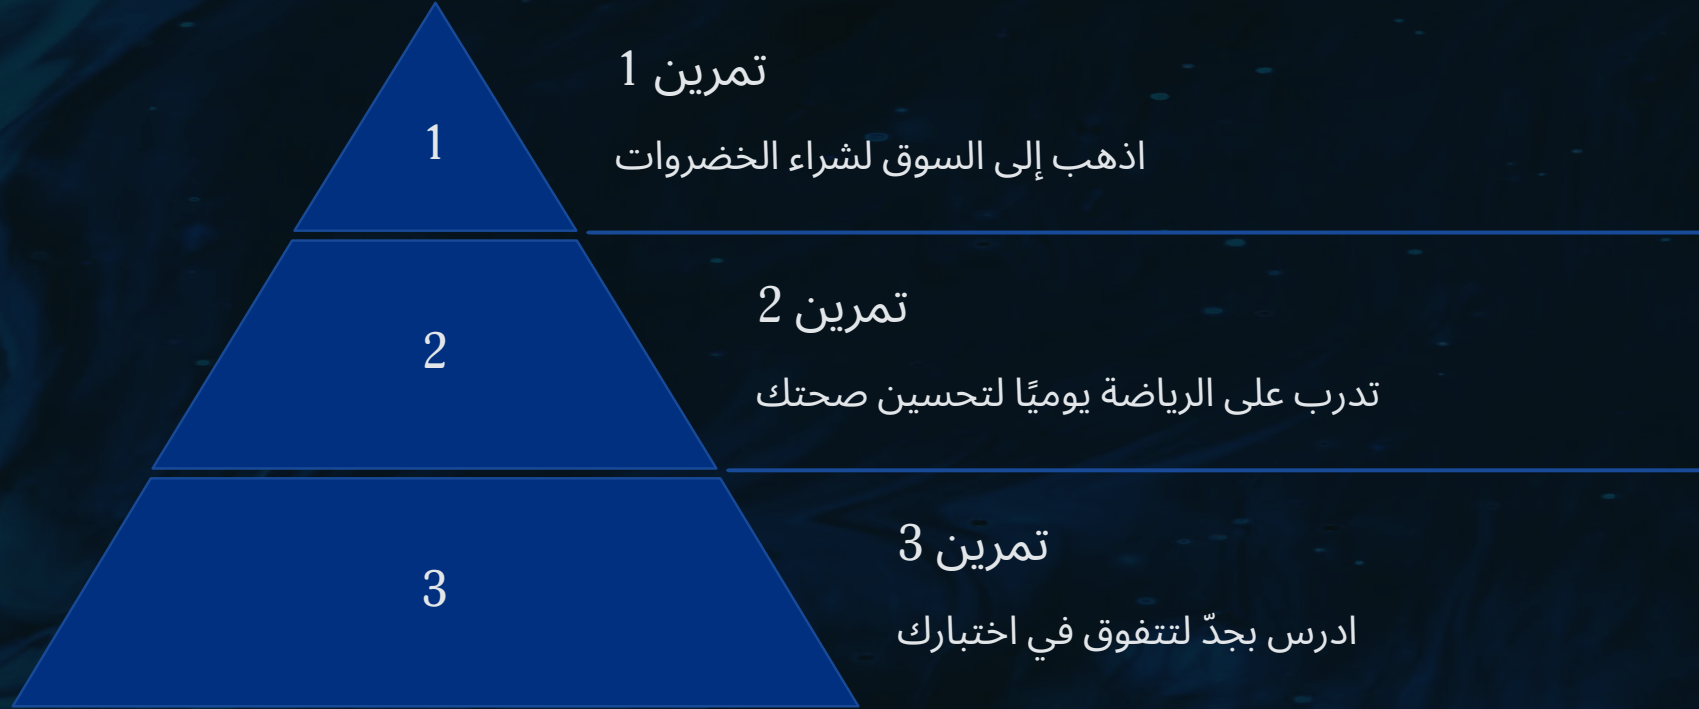 1
تمرين 1
اذهب إلى السوق لشراء الخضروات
2
تمرين 2
تدرب على الرياضة يوميًا لتحسين صحتك
3
تمرين 3
ادرس بجدّ لتتفوق في اختبارك